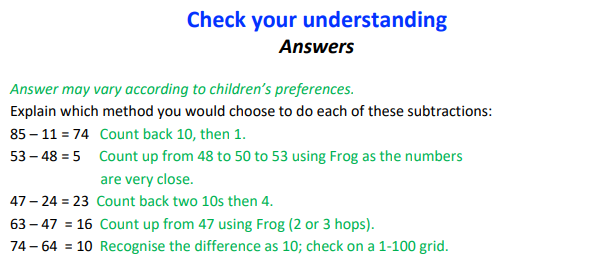 Check your understanding
Answers
Answer may vary according to children's preferences.
Explain which method you would choose to do each of these subtractions:
85 – 11 = 74 Count back 10, then 1.
53 – 48 = 5 Count up from 48 to 50 to 53 using Frog as the numbers
are very close.
47 – 24 = 23 Count back two 10s then 4.
63 – 47 = 16 Count up from 47 using Frog (2 or 3 hops).
74 – 64 = 10 Recognise the difference as 10; check on a 1-100 grid.